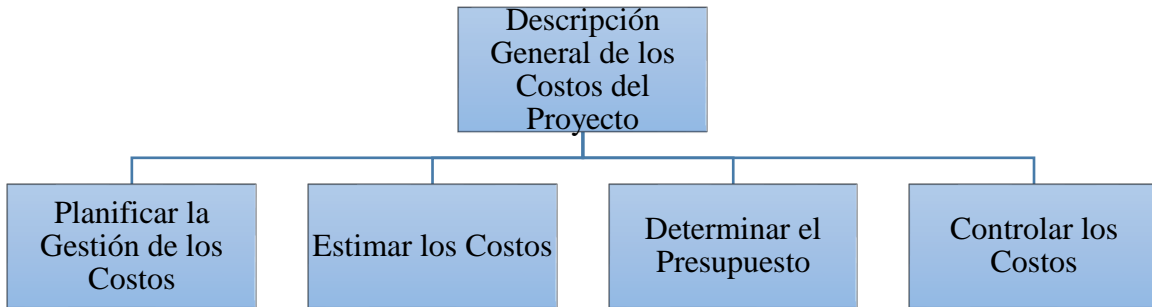 Descripción
General de los
Costos del
Proyecto
Planificar la
Gestión de los
Costos
Estimar los Costos
Determinar el
Presupuesto
Controlar los
Costos